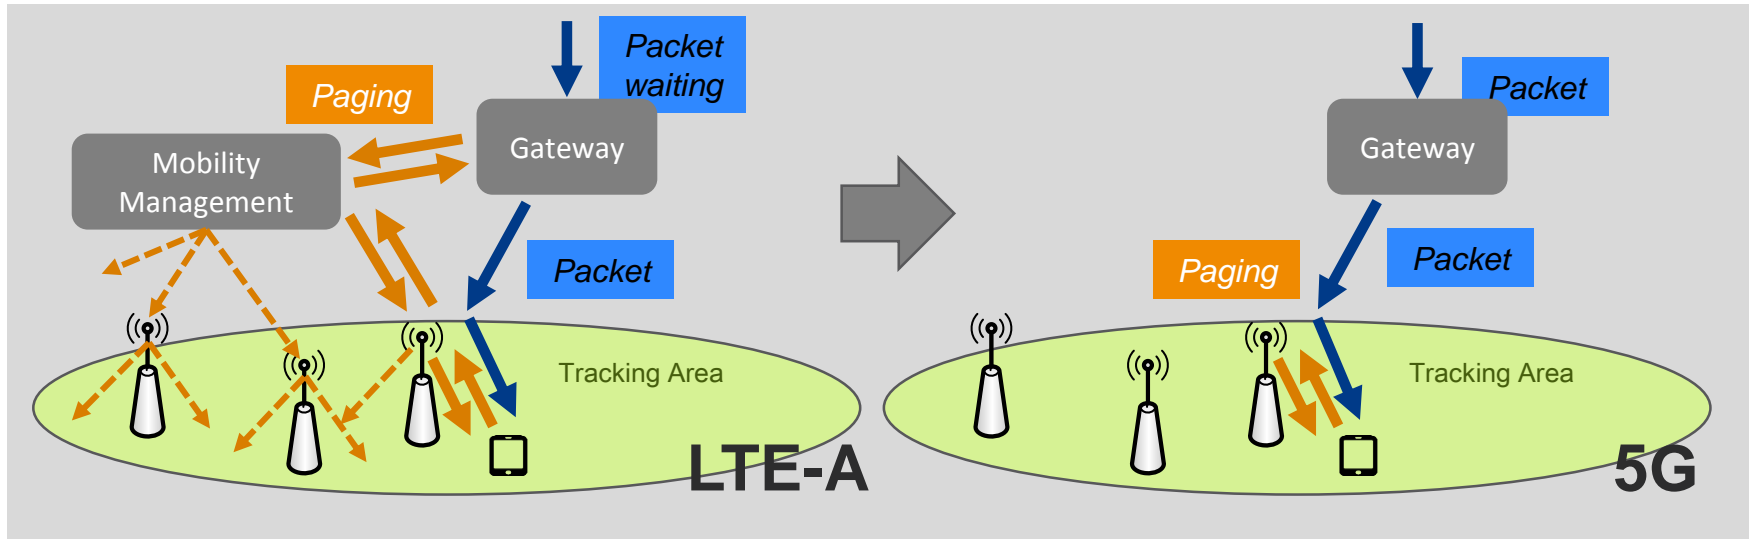 Packet
waiting
Paging
Gateway
Mobility
Management
Packet
Tracking Area
LTE-A
Packet
Gateway
Paging
Packet
Tracking Area
5G